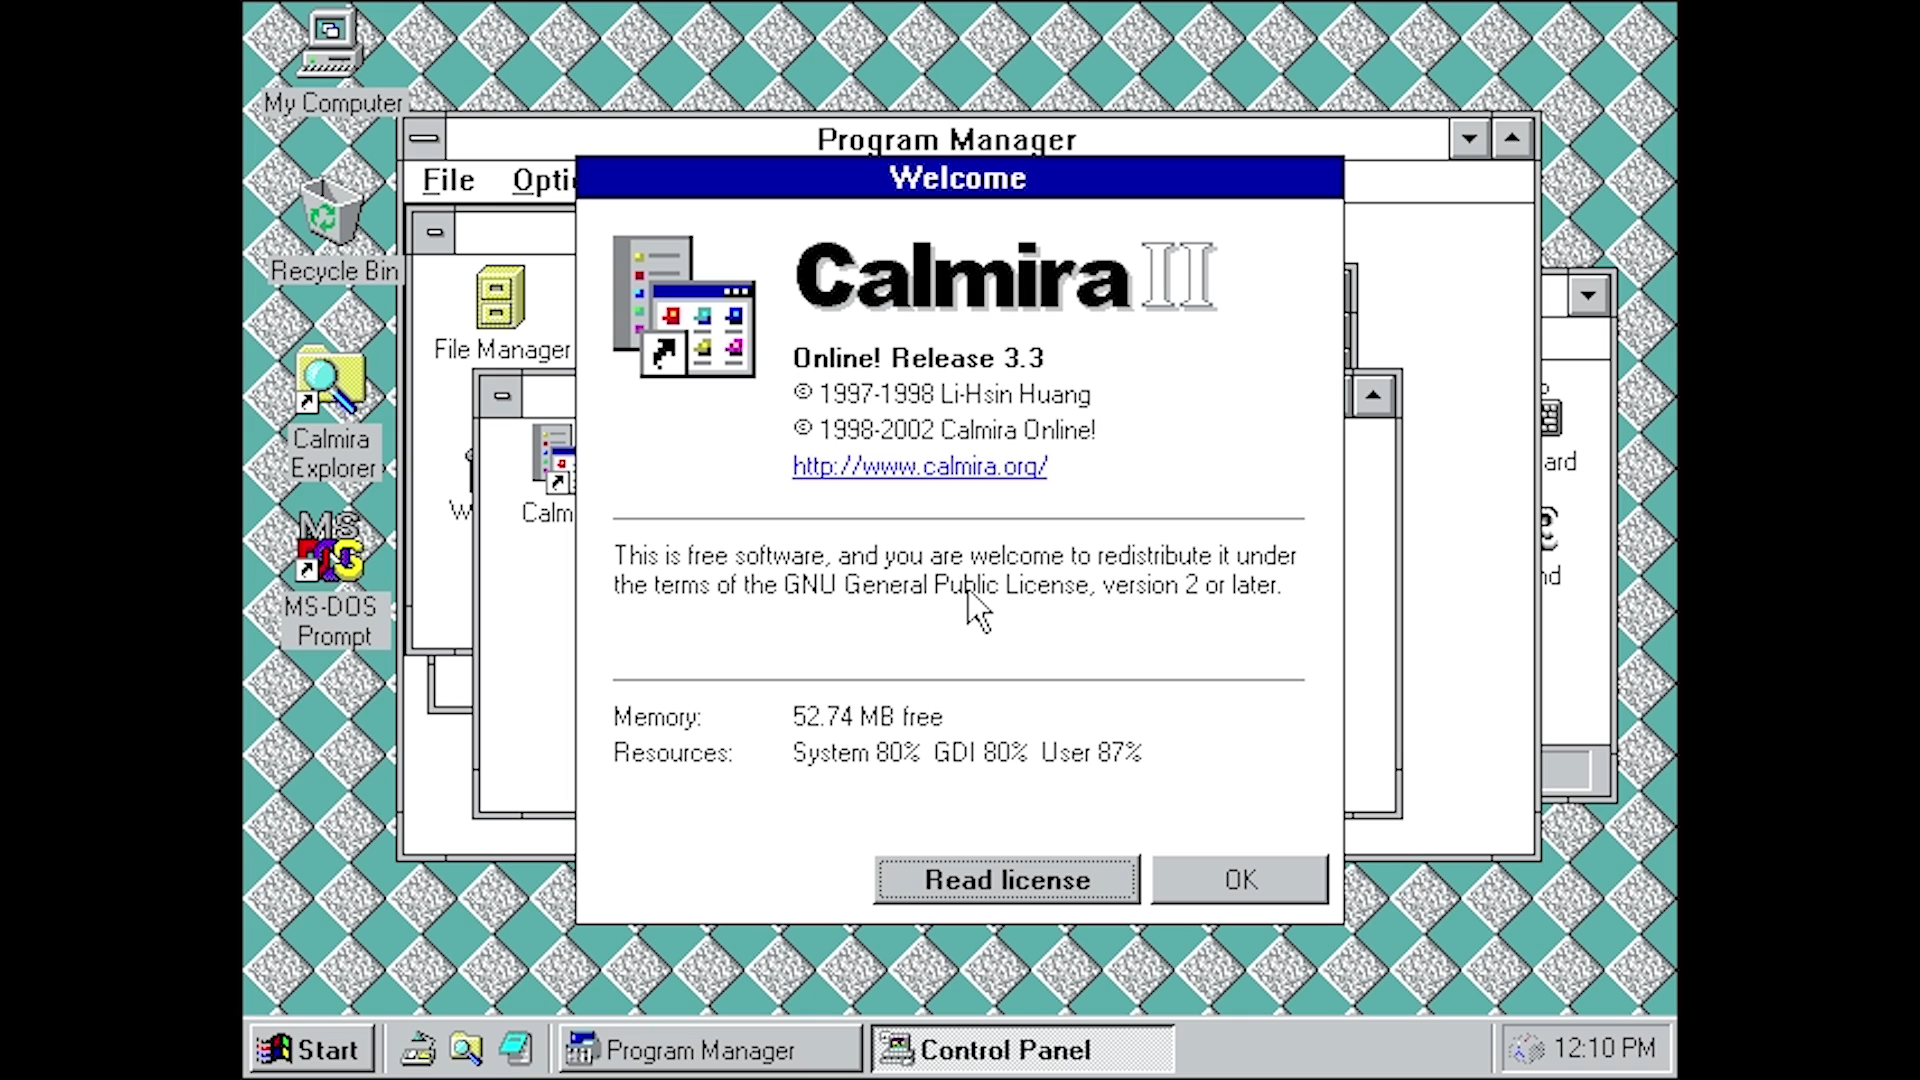 My Computer
Recycle Bin
Calmira
Explorer
MS-DOS
Prompt
Program Manager
File
File Manager
Welcome
Calmira II
Online! Release 3.3
© 1997-1998 Li-Hsin Huang
© 1998-2002 Calmira Online!
http://www.calmira.org/
This is free software, and you are welcome to redistribute it under
the terms of the GNU General Public License, version 2 or later.
Memory: 52.74 MB free
Resources: System 80% GDI 80% User 87%
Read license OK
Start Program Manager Control Panel 12:10 PM